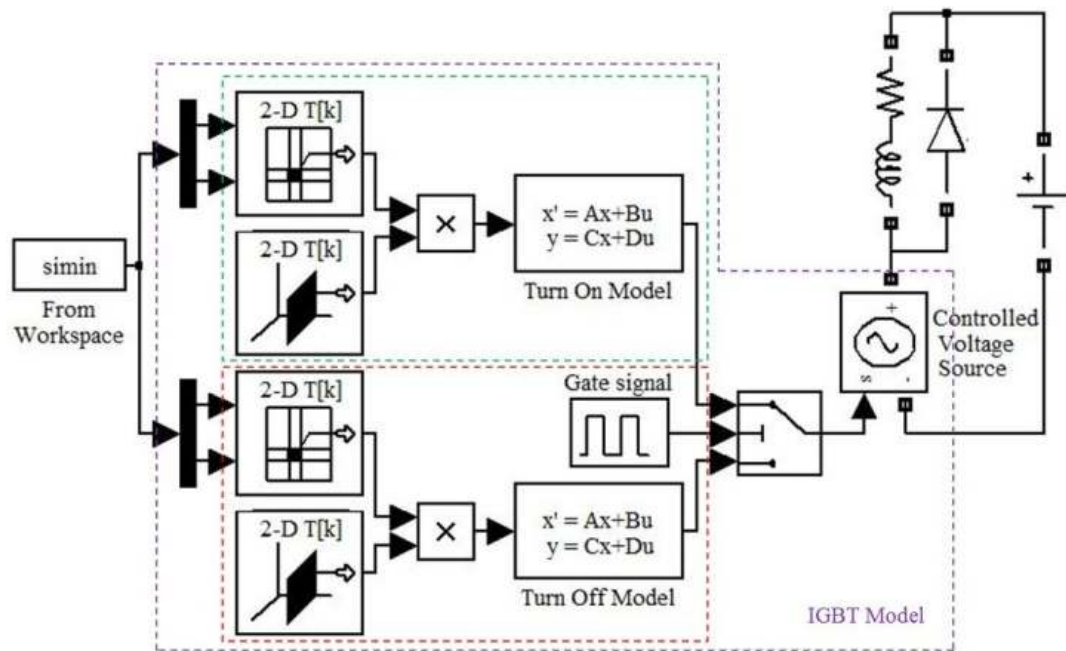 2-D T[k]
+
×
x' = Ax+Bu
y = Cx+Du
2-D T[k]
simin
Turn On Model
From
Workspace
+
Controlled
Voltage
Source
s
-
2-D T[k]
Gate signal
2-D T[k]
×
x' = Ax+Bu
y = Cx+Du
Turn Off Model
IGBT Model